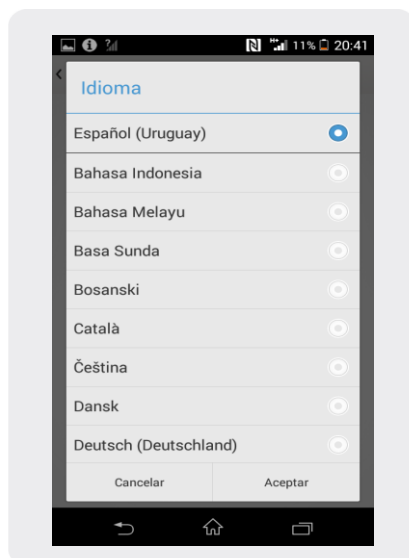 11% 20:41
Idioma
Español (Uruguay)
Bahasa Indonesia
Bahasa Melayu
Basa Sunda
Bosanski
Català
Čeština
Dansk
Deutsch (Deutschland)
Cancelar Aceptar